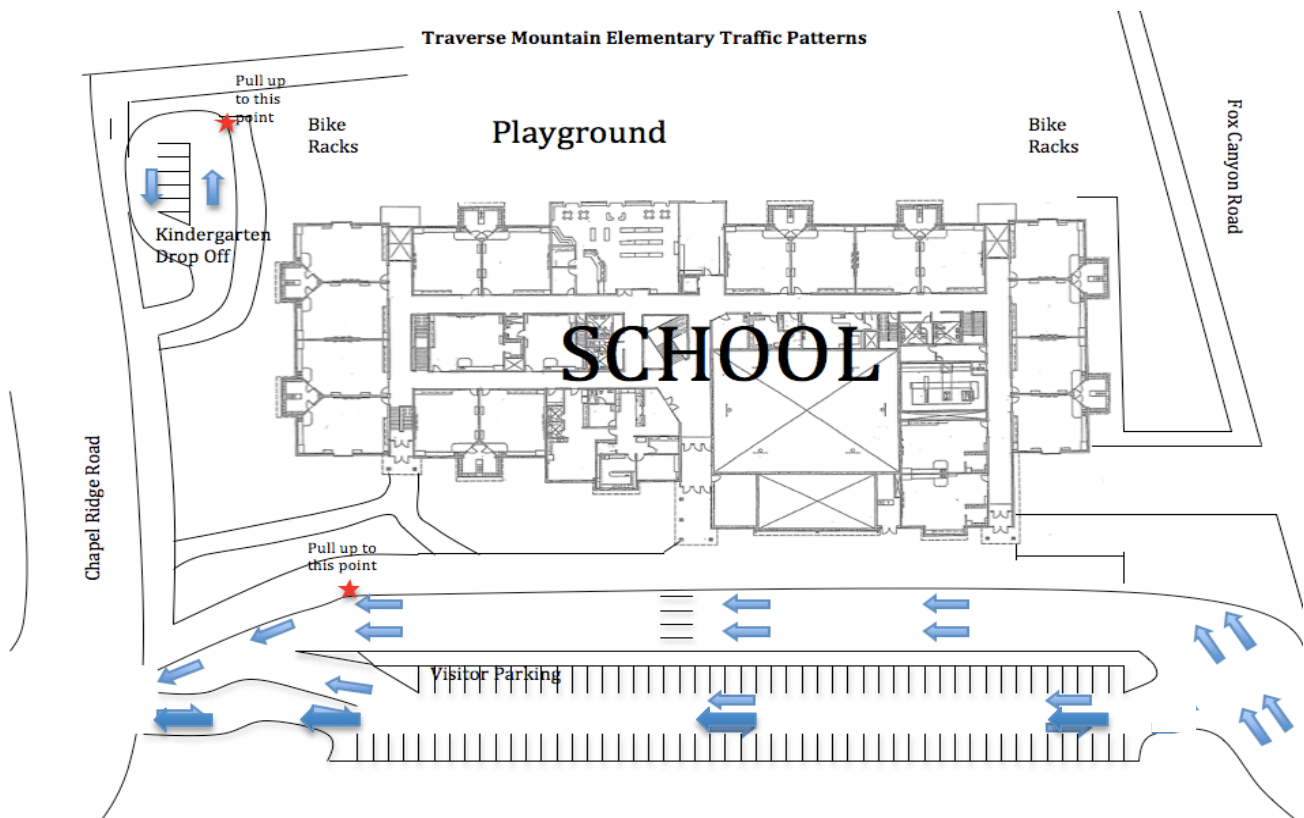 Traverse Mountain Elementary Traffic Patterns
Pull up
to this
point
Bike
Racks
Playground
Bike
Racks
Fox Canyon Road
Kindergarten
Drop Off
SCHOOL
Chapel Ridge Road
Pull up to
this point
Visitor Parking